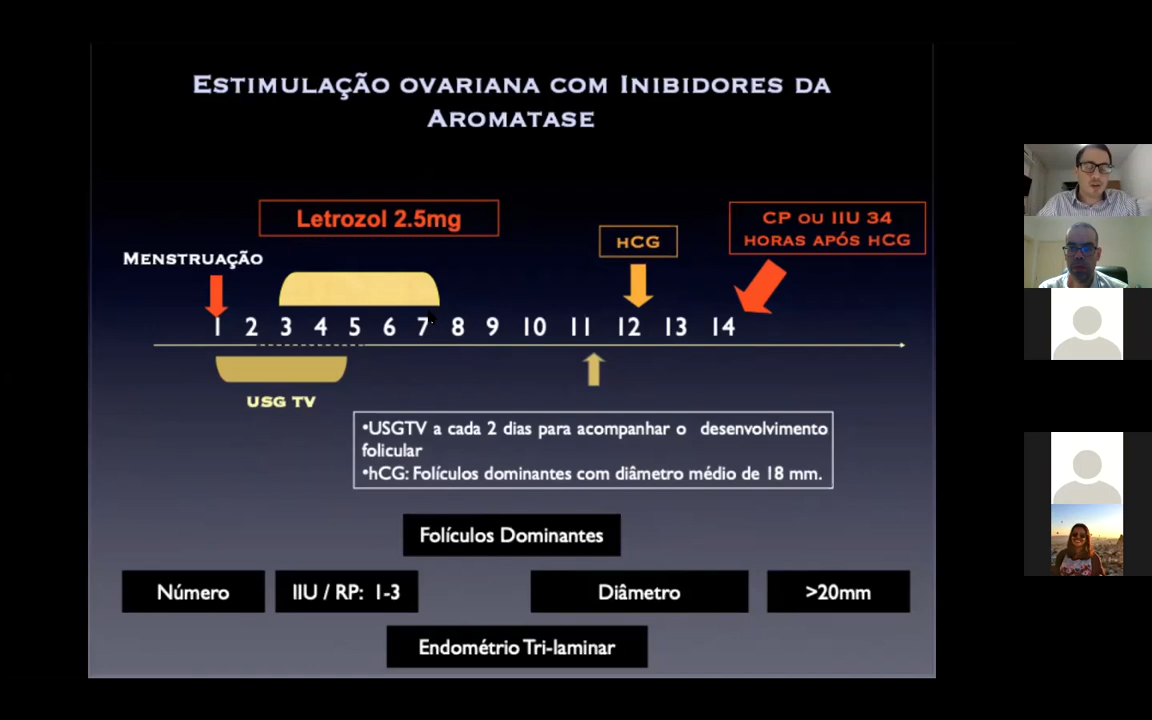 Estimulação ovariana com Inibidores da
Aromatase
Letrozol 2.5mg
CP ou IIU 34
horas após hCG
hCG
Menstruação
1 2 3 4 5 6 7 8 9 10 11 12 13 14
USG TV
•USGTV a cada 2 dias para acompanhar o desenvolvimento
folicular
•hCG: Folículos dominantes com diâmetro médio de 18 mm.
Folículos Dominantes
Número
IIU / RP: 1-3
Diâmetro
>20mm
Endométrio Tri-laminar